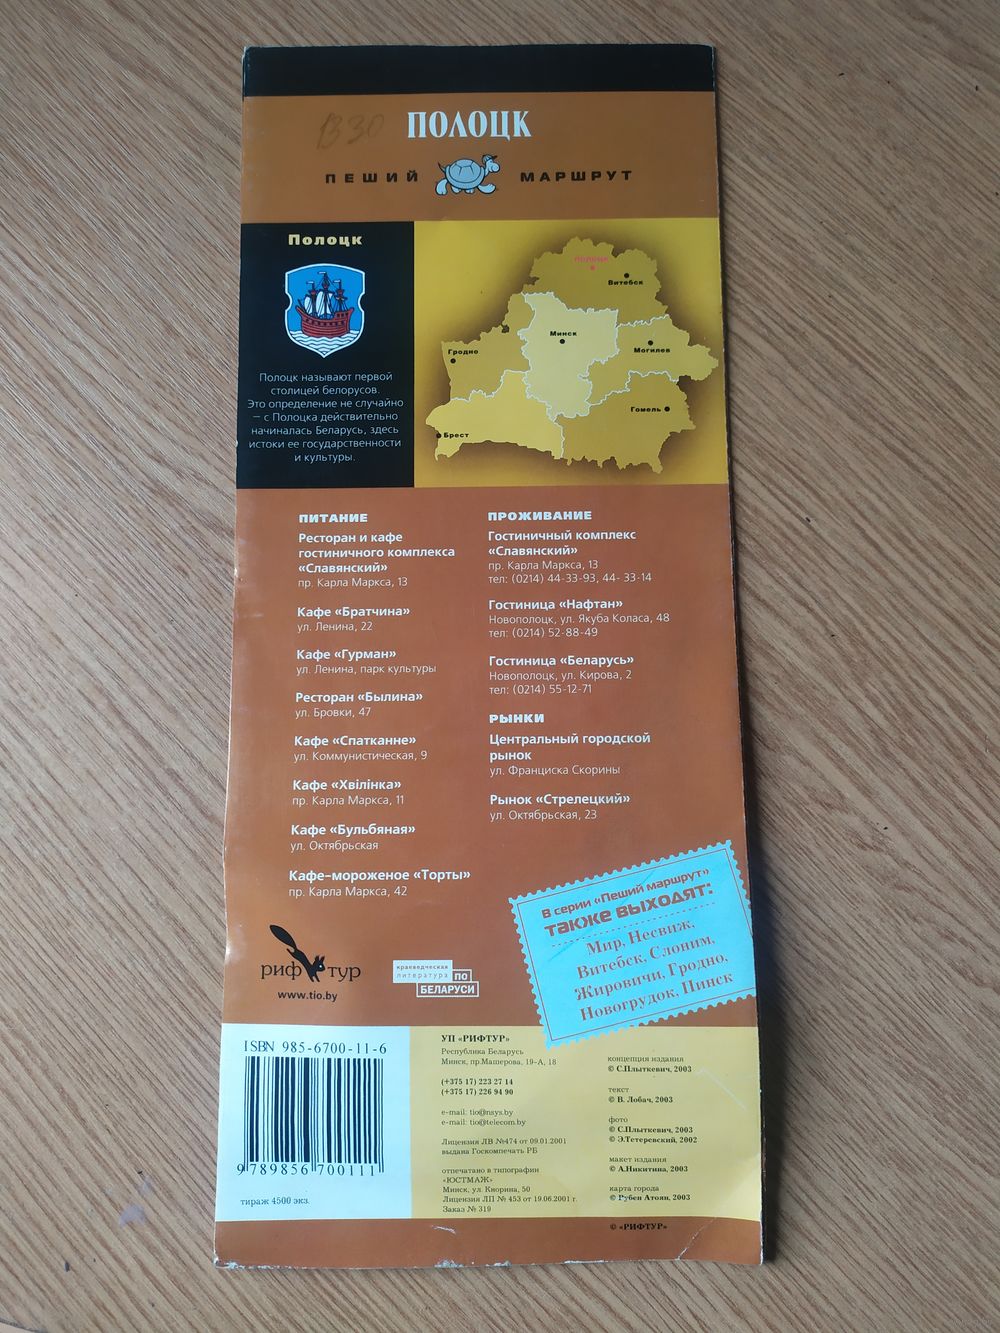 В30
ПОЛОЦК
ПЕШИЙ МАРШРУТ
Полоцк
Полоцк называют первой
столицей белорусов.
Это определение не случайно
— с Полоцка действительно
начиналась Беларусь, здесь
истоки ее государственности
и культуры.
Полоцк
Витебск
Минск
Гродно
Могилев
Гомель
Брест
ПИТАНИЕ
Ресторан и кафе
гостиничного комплекса
«Славянский»
пр. Карла Маркса, 13
Кафе «Братчина»
ул. Ленина, 22
Кафе «Гурман»
ул. Ленина, парк культуры
Ресторан «Былина»
ул. Бровки, 47
Кафе «Спатканне»
ул. Коммунистическая, 9
Кафе «Хвілінка»
пр. Карла Маркса, 11
Кафе «Бульбяная»
ул. Октябрьская
Кафе-мороженое «Торты»
пр. Карла Маркса, 42
ПРОЖИВАНИЕ
Гостиничный комплекс
«Славянский»
пр. Карла Маркса, 13
тел: (0214) 44-33-93, 44- 33-14
Гостиница «Нафтан»
Новополоцк, ул. Якуба Коласа, 48
тел: (0214) 52-88-49
Гостиница «Беларусь»
Новополоцк, ул. Кирова, 2
тел: (0214) 55-12-71
РЫНКИ
Центральный городской
рынок
ул. Франциска Скорины
Рынок «Стрелецкий»
ул. Октябрьская, 23
В серии «Пеший маршрут»
также выходят:
Мир, Несвиж,
Витебск, Слоним,
Жировичи, Гродно,
Новогрудок, Пинск
риф тур
www.tio.by
краеведческая
литература по
БЕЛАРУСИ
ISBN 985-6700-11-6
9 789856 700111
тираж 4500 экз.
УП «РИФТУР»
Республика Беларусь
Минск, пр.Машерова, 19-А, 18
(+375 17) 223 27 14
(+375 17) 226 94 90
e-mail: tio@nsys.by
e-mail: tio@telecom.by
Лицензия ЛВ №474 от 09.01.2001
выдана Госкомпечать РБ
отпечатано в типографии
«ЮСТМАЖ»
Минск, ул. Кнорина, 50
Лицензия ЛП № 453 от 19.06.2001 г.
Заказ № 319
концепция издания
© С.Плыткевич, 2003
текст
© В. Лобач, 2003
фото
© С.Плыткевич, 2003
© Э.Тетеревский, 2002
макет издания
© А.Никитина, 2003
карта города
© Рубен Атоян, 2003
© «РИФТУР»